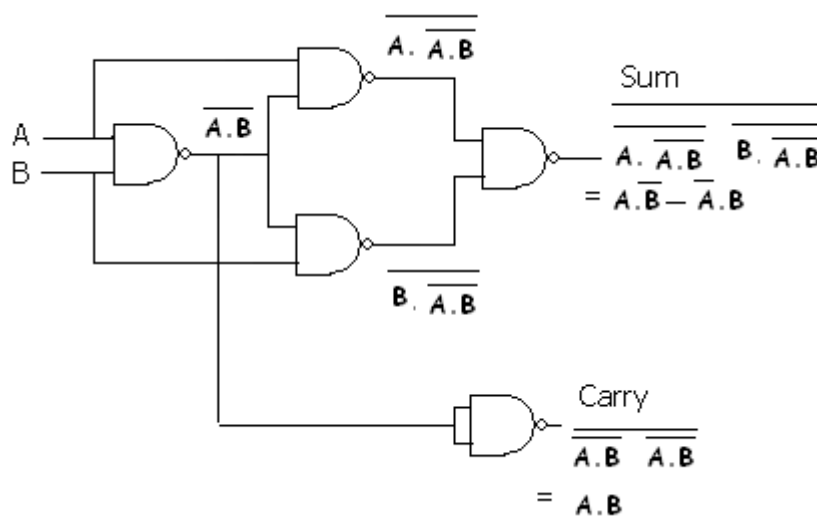 A. A.B
Sum
A
A.B
B
A. A.B B. A.B
= A.B — A.B
B. A.B
Carry
A.B A.B
= A.B